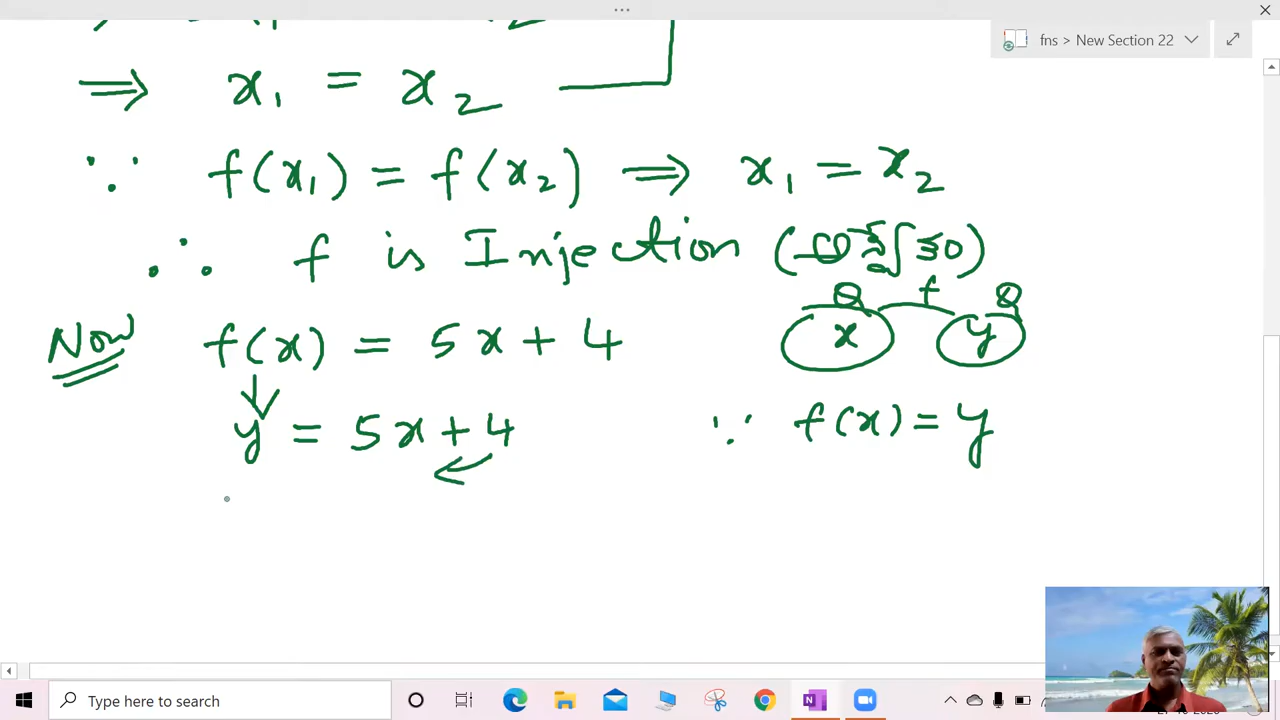 fns > New Section 22
⇒ x₁ = x₂
∵ f(x₁) = f(x₂) ⇒ x₁ = x₂
∴ f is Injection
Q f Q
x y
Now f(x) = 5x + 4
y = 5x + 4 ∵ f(x) = y
Type here to search